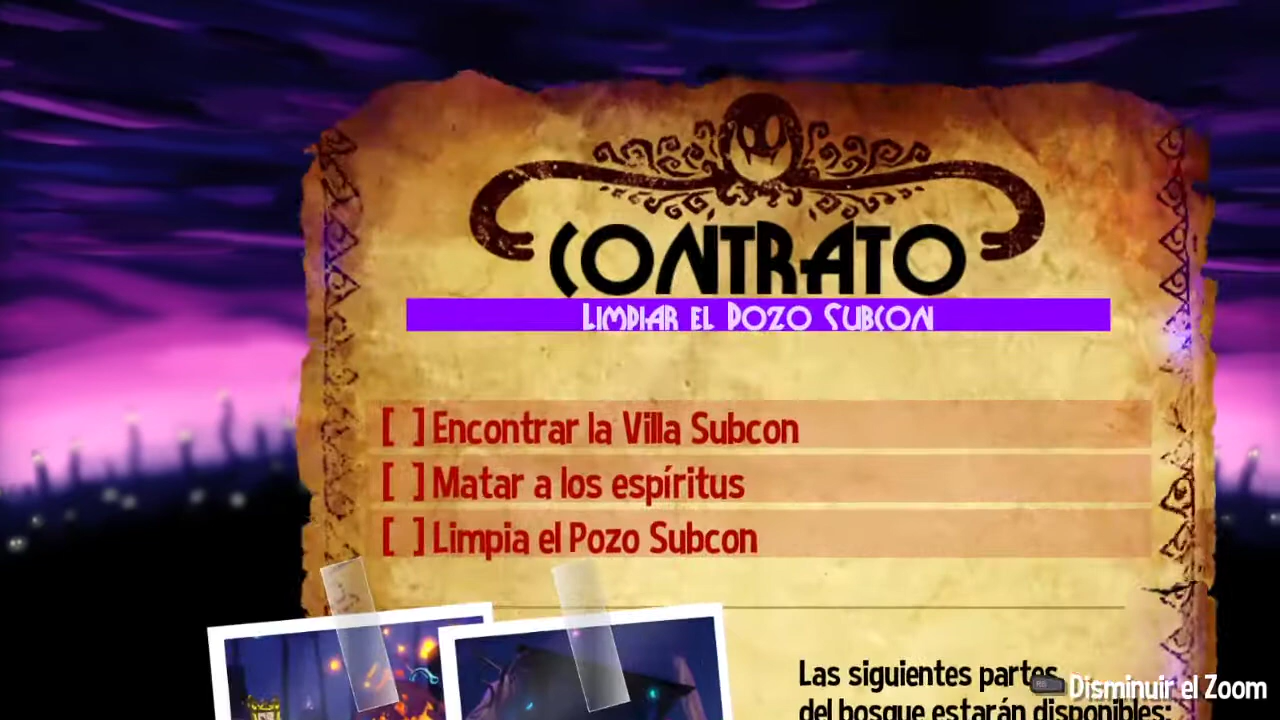 CONTRATO
Limpiar el Pozo Subcon
[ ] Encontrar la Villa Subcon
[ ] Matar a los espíritus
[ ] Limpia el Pozo Subcon
Las siguientes partes
del bosque estarán disponibles:
Disminuir el Zoom